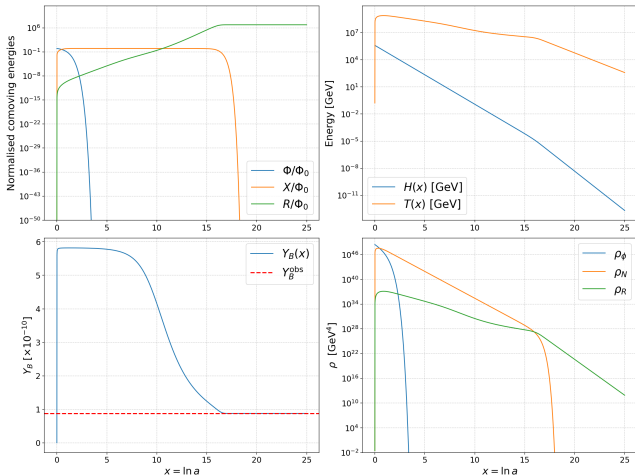 Normalised comoving energies
10^6
10^-1
10^-8
10^-15
10^-22
10^-29
10^-36
10^-43
10^-50
0 5 10 15 20 25
Φ/Φ₀
X/Φ₀
R/Φ₀
Energy [GeV]
10^7
10^4
10^1
10^-2
10^-5
10^-8
10^-11
0 5 10 15 20 25
H(x) [GeV]
T(x) [GeV]
Y_B [×10^-10]
6
5
4
3
2
1
0
0 5 10 15 20 25
x = ln a
Y_B(x)
Y_B^obs
ρ [GeV^4]
10^46
10^40
10^34
10^28
10^22
10^16
10^10
10^4
10^-2
0 5 10 15 20 25
x = ln a
ρ_ϕ
ρ_N
ρ_R